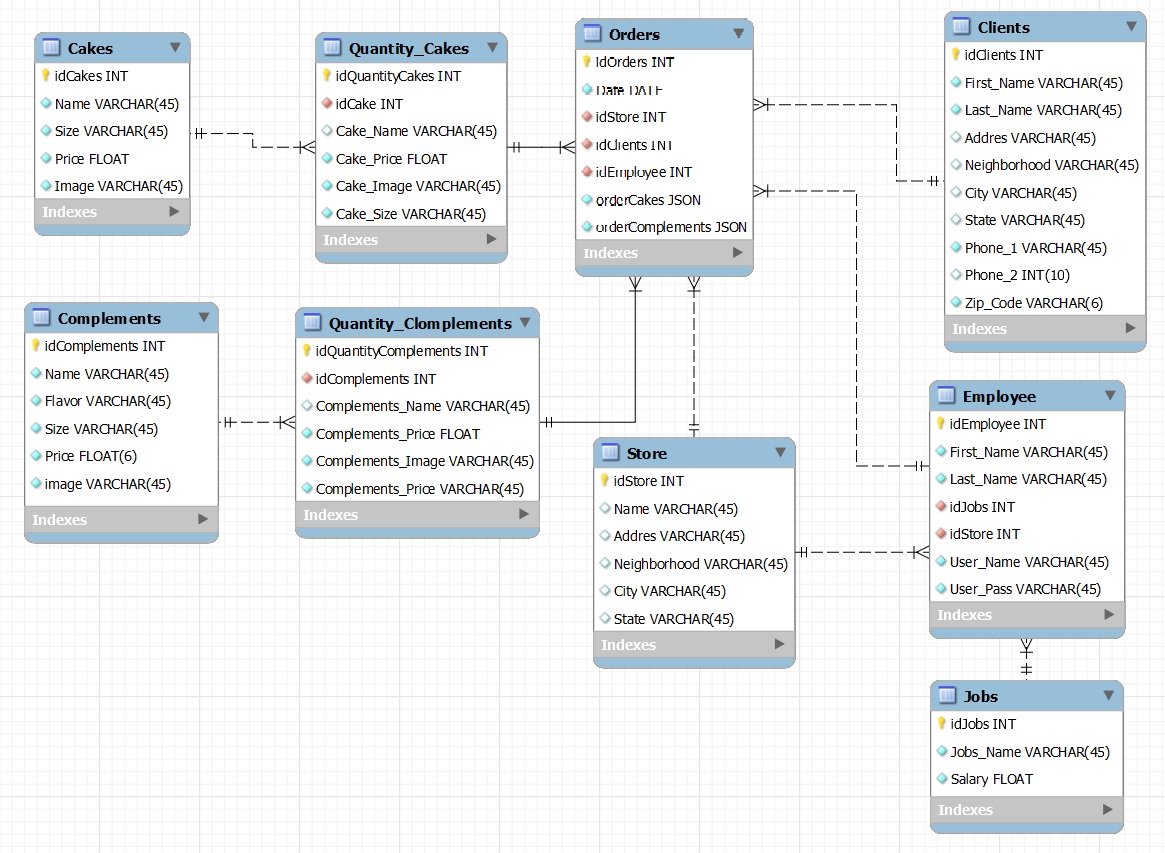 Cakes
idCakes INT
Name VARCHAR(45)
Size VARCHAR(45)
Price FLOAT
Image VARCHAR(45)
Indexes
Quantity_Cakes
idQuantityCakes INT
idCake INT
Cake_Name VARCHAR(45)
Cake_Price FLOAT
Cake_Image VARCHAR(45)
Cake_Size VARCHAR(45)
Indexes
Orders
IdOrders INT
Date DATE
idStore INT
idClients INT
idEmployee INT
orderCakes JSON
orderComplements JSON
Indexes
Clients
idClients INT
First_Name VARCHAR(45)
Last_Name VARCHAR(45)
Addres VARCHAR(45)
Neighborhood VARCHAR(45)
City VARCHAR(45)
State VARCHAR(45)
Phone_1 VARCHAR(45)
Phone_2 INT(10)
Zip_Code VARCHAR(6)
Indexes
Complements
idComplements INT
Name VARCHAR(45)
Flavor VARCHAR(45)
Size VARCHAR(45)
Price FLOAT(6)
image VARCHAR(45)
Indexes
Quantity_Clomplements
idQuantityComplements INT
idComplements INT
Complements_Name VARCHAR(45)
Complements_Price FLOAT
Complements_Image VARCHAR(45)
Complements_Price VARCHAR(45)
Indexes
Store
idStore INT
Name VARCHAR(45)
Addres VARCHAR(45)
Neighborhood VARCHAR(45)
City VARCHAR(45)
State VARCHAR(45)
Indexes
Employee
idEmployee INT
First_Name VARCHAR(45)
Last_Name VARCHAR(45)
idJobs INT
idStore INT
User_Name VARCHAR(45)
User_Pass VARCHAR(45)
Indexes
Jobs
idJobs INT
Jobs_Name VARCHAR(45)
Salary FLOAT
Indexes